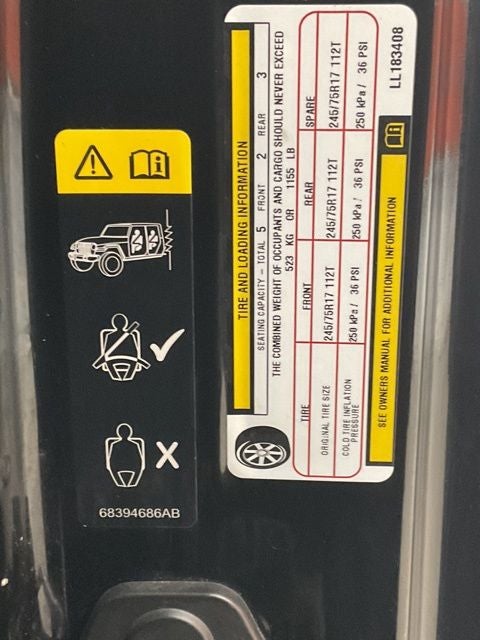 TIRE AND LOADING INFORMATION
SEATING CAPACITY – TOTAL 5 FRONT 2 REAR 3
THE COMBINED WEIGHT OF OCCUPANTS AND CARGO SHOULD NEVER EXCEED
523 KG OR 1155 LB
TIRE FRONT REAR SPARE
ORIGINAL TIRE SIZE 245/75R17 112T 245/75R17 112T 245/75R17 112T
COLD TIRE INFLATION
PRESSURE 250 kPa / 36 PSI 250 kPa / 36 PSI 250 kPa / 36 PSI
SEE OWNERS MANUAL FOR ADDITIONAL INFORMATION
LL183408
68394686AB